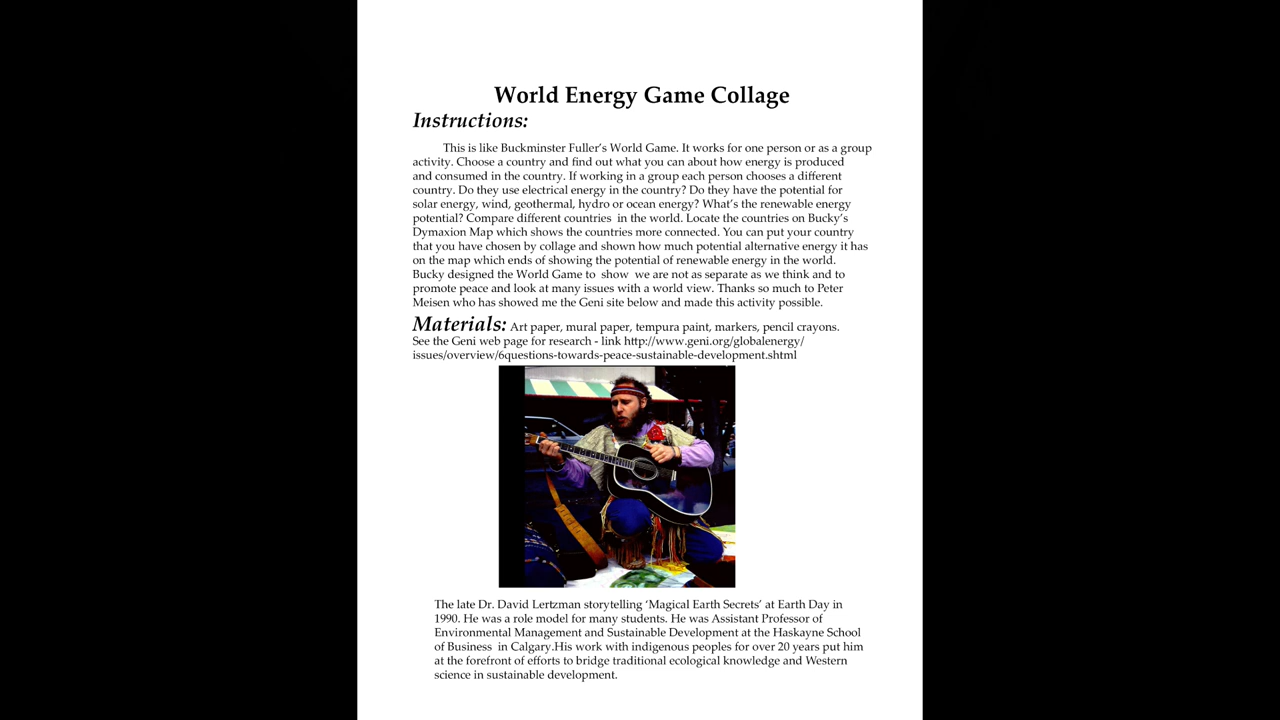 World Energy Game Collage
Instructions:
This is like Buckminster Fuller's World Game. It works for one person or as a group
activity. Choose a country and find out what you can about how energy is produced
and consumed in the country. If working in a group each person chooses a different
country. Do they use electrical energy in the country? Do they have the potential for
solar energy, wind, geothermal, hydro or ocean energy? What's the renewable energy
potential? Compare different countries  in the world. Locate the countries on Bucky's
Dymaxion Map which shows the countries more connected. You can put your country
that you have chosen by collage and shown how much potential alternative energy it has
on the map which ends of showing the potential of renewable energy in the world.
Bucky designed the World Game to  show  we are not as separate as we think and to
promote peace and look at many issues with a world view. Thanks so much to Peter
Meisen who has showed me the Geni site below and made this activity possible.
Materials: Art paper, mural paper, tempura paint, markers, pencil crayons.
See the Geni web page for research - link http://www.geni.org/globalenergy/
issues/overview/6questions-towards-peace-sustainable-development.shtml
The late Dr. David Lertzman storytelling 'Magical Earth Secrets' at Earth Day in
1990. He was a role model for many students. He was Assistant Professor of
Environmental Management and Sustainable Development at the Haskayne School
of Business  in Calgary.His work with indigenous peoples for over 20 years put him
at the forefront of efforts to bridge traditional ecological knowledge and Western
science in sustainable development.